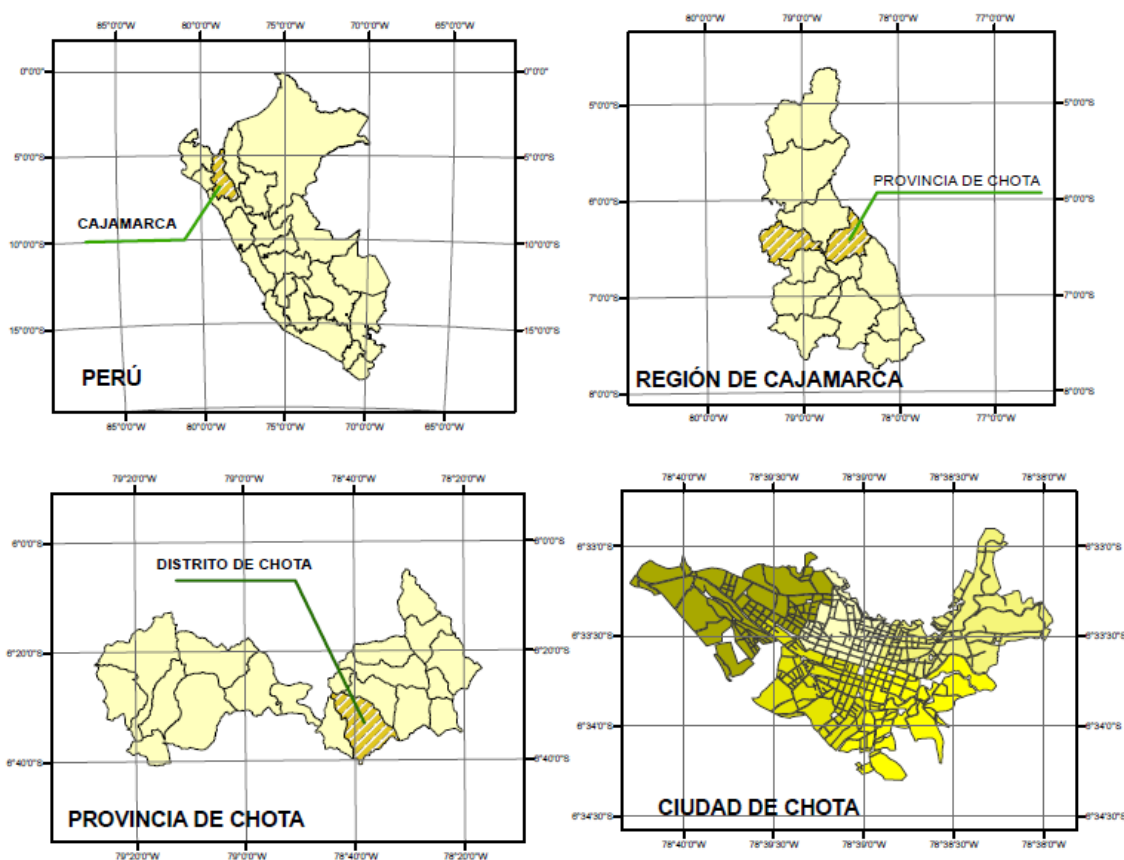 85°0'0"W 80°0'0"W 75°0'0"W 70°0'0"W 65°0'0"W
0°0'0" 0°0'0"
5°0'0"S 5°0'0"S
CAJAMARCA
10°0'0"S 10°0'0"S
15°0'0"S 15°0'0"S
PERÚ
85°0'0"W 80°0'0"W 75°0'0"W 70°0'0"W 65°0'0"W
80°0'0"W 79°0'0"W 78°0'0"W 77°0'0"W
5°0'0"S 5°0'0"S
PROVINCIA DE CHOTA
6°0'0"S 6°0'0"S
7°0'0"S 7°0'0"S
REGIÓN DE CAJAMARCA
8°0'0"S 8°0'0"S
80°0'0"W 79°0'0"W 78°0'0"W 77°0'0"W
79°20'0"W 79°0'0"W 78°40'0"W 78°20'0"W
6°0'0"S 6°0'0"S
DISTRITO DE CHOTA
6°20'0"S 6°20'0"S
6°40'0"S 6°40'0"S
PROVINCIA DE CHOTA
79°20'0"W 79°0'0"W 78°40'0"W 78°20'0"W
78°40'0"W 78°39'30"W 78°39'0"W 78°38'30"W 78°38'0"W
6°33'0"S 6°33'0"S
6°33'30"S 6°33'30"S
6°34'0"S 6°34'0"S
CIUDAD DE CHOTA
6°34'30"S 6°34'30"S
78°40'0"W 78°39'30"W 78°39'0"W 78°38'30"W 78°38'0"W